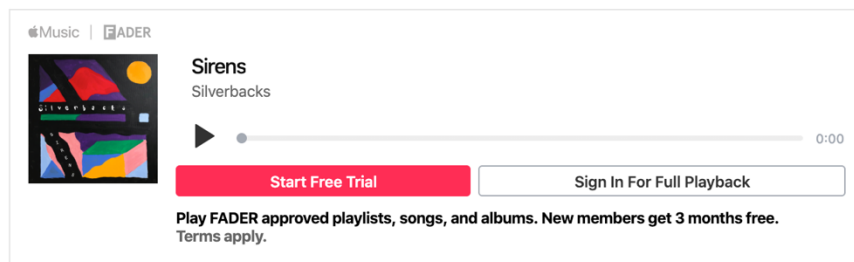 Music | FADER
Silverbacks
Sirens
Silverbacks
0:00
Start Free Trial
Sign In For Full Playback
Play FADER approved playlists, songs, and albums. New members get 3 months free.
Terms apply.